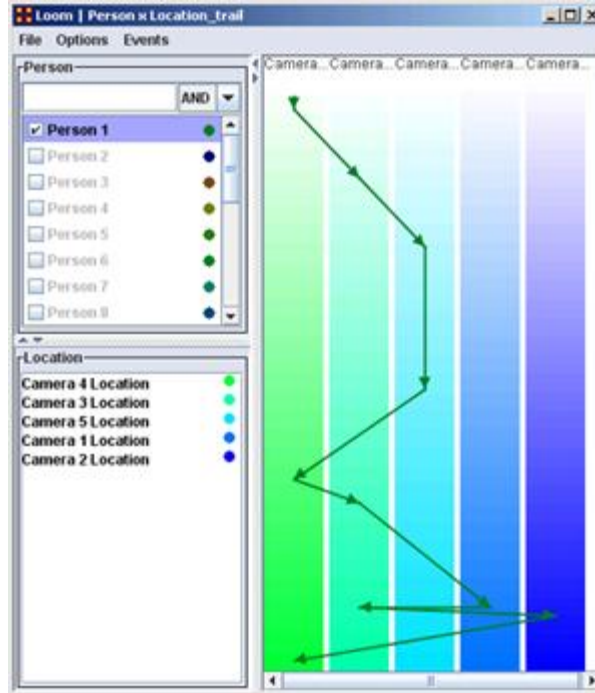 Loom | Person x Location_trail
File Options Events
Person
AND
Person 1
Person 2
Person 3
Person 4
Person 5
Person 6
Person 7
Person 8
Location
Camera 4 Location
Camera 3 Location
Camera 5 Location
Camera 1 Location
Camera 2 Location
Camera... Camera... Camera... Camera... Camera...